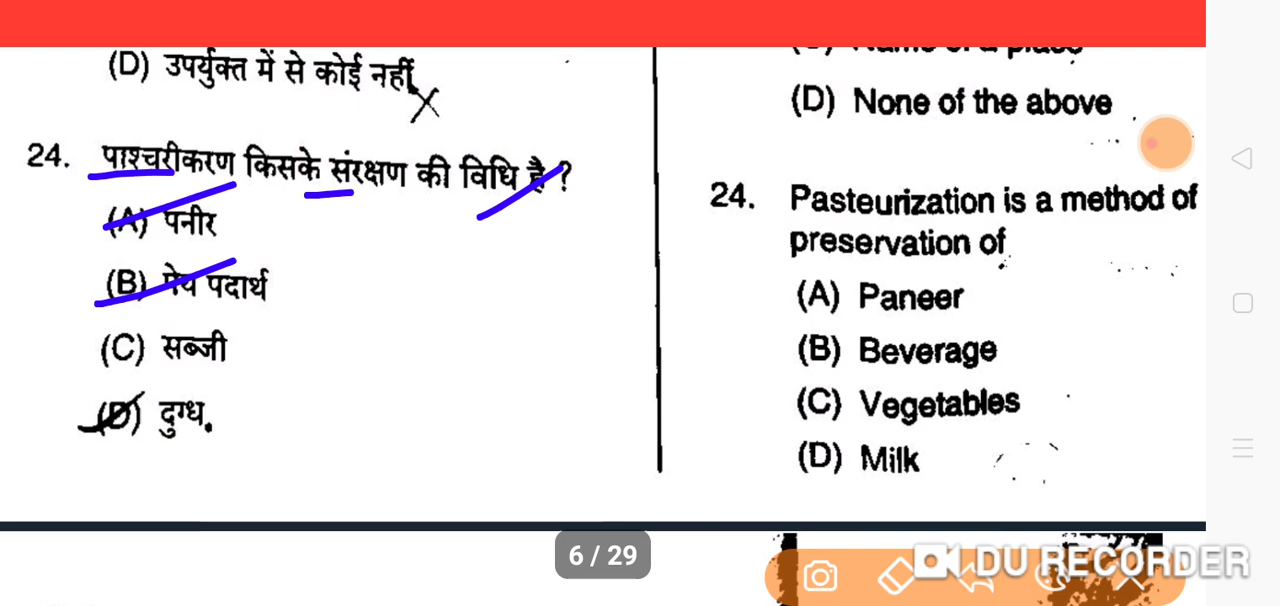 (D) उपर्युक्त में से कोई नहीं
24. पाश्चरीकरण किसके संरक्षण की विधि है ?
(A) पनीर
(B) पेय पदार्थ
(C) सब्जी
(D) दुग्ध.
(D) None of the above
24. Pasteurization is a method of
preservation of
(A) Paneer
(B) Beverage
(C) Vegetables
(D) Milk
6 / 29
DU RECORDER